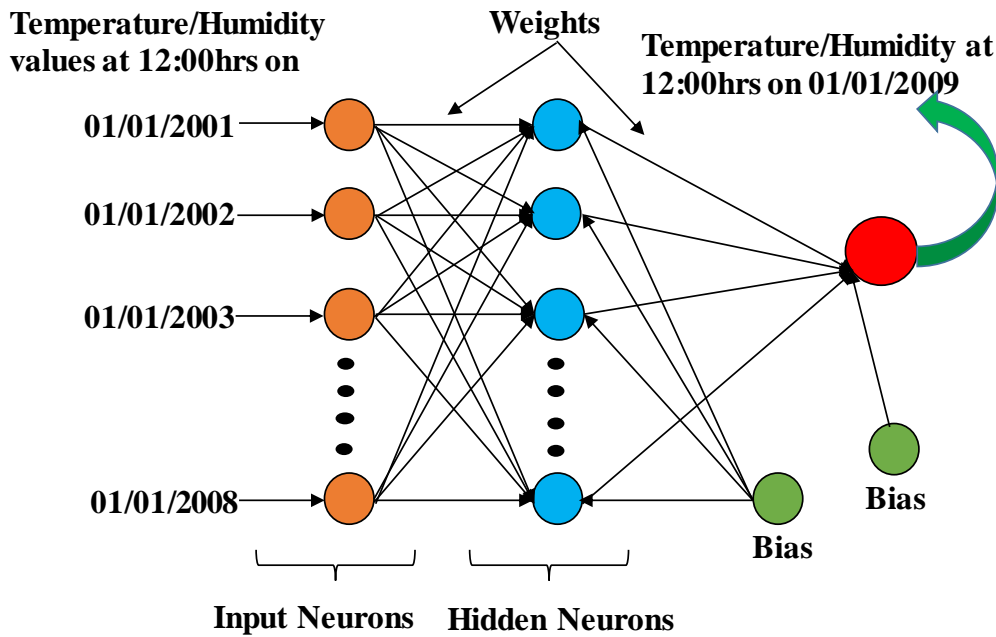 Temperature/Humidity
values at 12:00hrs on
Weights
Temperature/Humidity at
12:00hrs on 01/01/2009
01/01/2001
01/01/2002
01/01/2003
01/01/2008
Bias
Bias
Input Neurons
Hidden Neurons